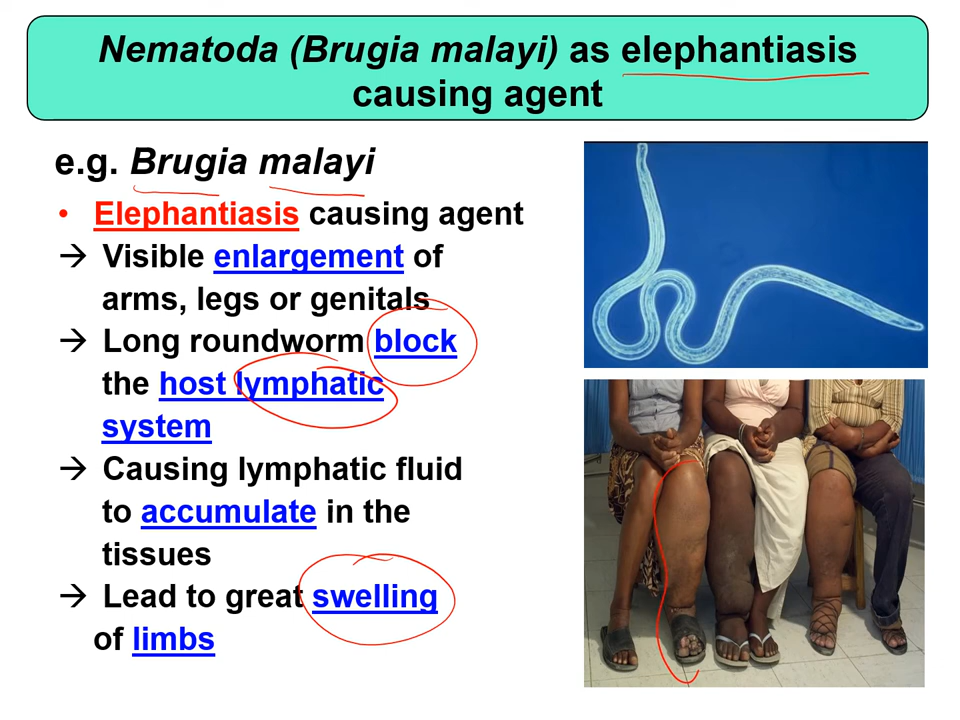 Nematoda (Brugia malayi) as elephantiasis
causing agent
e.g. Brugia malayi
• Elephantiasis causing agent
→ Visible enlargement of
arms, legs or genitals
→ Long roundworm block
the host lymphatic
system
→ Causing lymphatic fluid
to accumulate in the
tissues
→ Lead to great swelling
of limbs